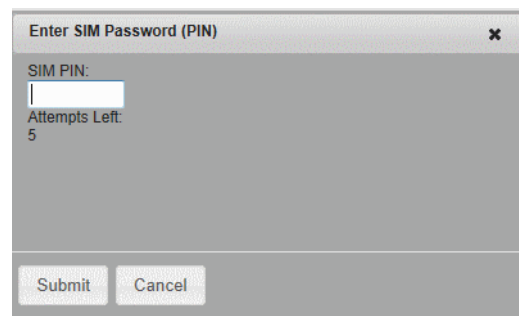 Enter SIM Password (PIN)
SIM PIN:
Attempts Left:
5
Submit Cancel